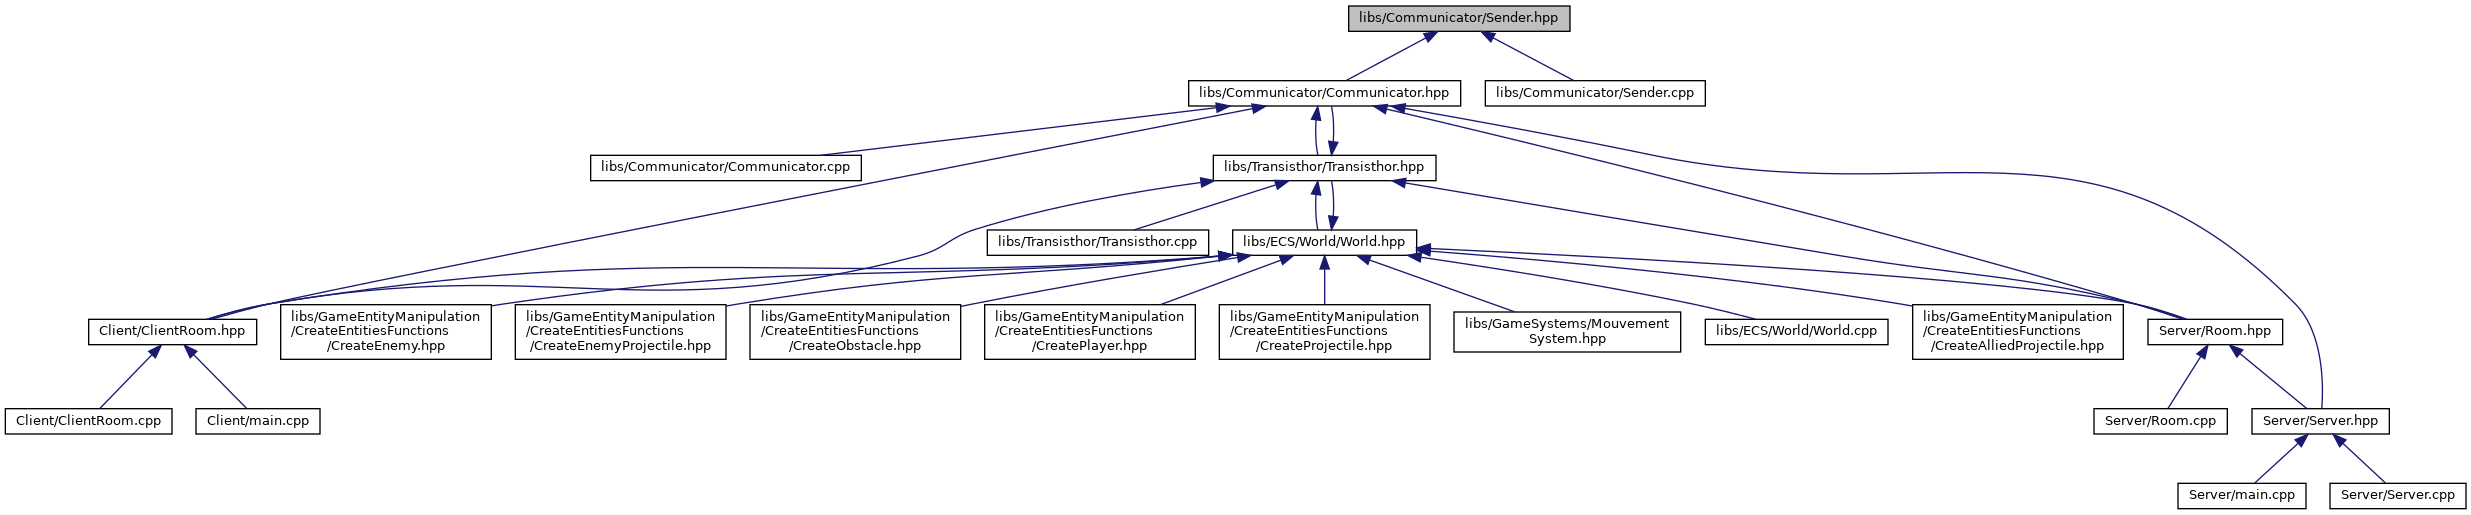 libs/Communicator/Sender.hpp
libs/Communicator/Communicator.hpp
libs/Communicator/Sender.cpp
libs/Communicator/Communicator.cpp
libs/Transisthor/Transisthor.hpp
libs/Transisthor/Transisthor.cpp
libs/ECS/World/World.hpp
Client/ClientRoom.hpp
libs/GameEntityManipulation
/CreateEntitiesFunctions
/CreateEnemy.hpp
libs/GameEntityManipulation
/CreateEntitiesFunctions
/CreateEnemyProjectile.hpp
libs/GameEntityManipulation
/CreateEntitiesFunctions
/CreateObstacle.hpp
libs/GameEntityManipulation
/CreateEntitiesFunctions
/CreatePlayer.hpp
libs/GameEntityManipulation
/CreateEntitiesFunctions
/CreateProjectile.hpp
libs/GameSystems/Mouvement
System.hpp
libs/ECS/World/World.cpp
libs/GameEntityManipulation
/CreateEntitiesFunctions
/CreateAlliedProjectile.hpp
Server/Room.hpp
Client/ClientRoom.cpp
Client/main.cpp
Server/Room.cpp
Server/Server.hpp
Server/main.cpp
Server/Server.cpp